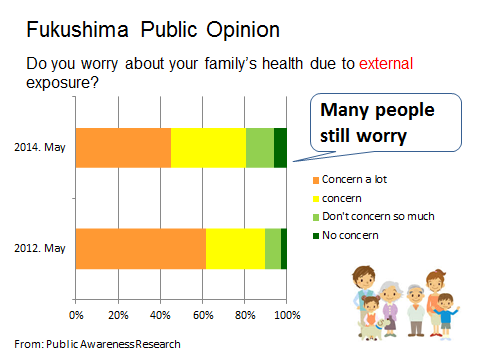 Fukushima Public Opinion
Do you worry about your family's health due to external
exposure?
Many people
still worry
2014. May
2012. May
Concern a lot
concern
Don't concern so much
No concern
0% 20% 40% 60% 80% 100%
From: Public Awareness Research